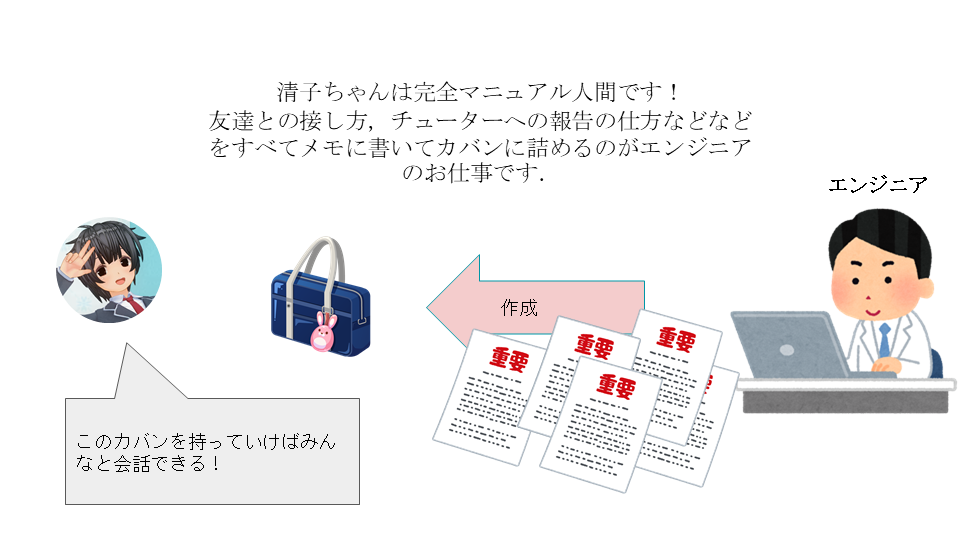 清子ちゃんは完全マニュアル人間です！
友達との接し方，チューターへの報告の仕方などなど
をすべてメモに書いてカバンに詰めるのがエンジニア
のお仕事です．
エンジニア
作成
重要
重要
重要
重要
要
このカバンを持っていけばみん
なと会話できる！